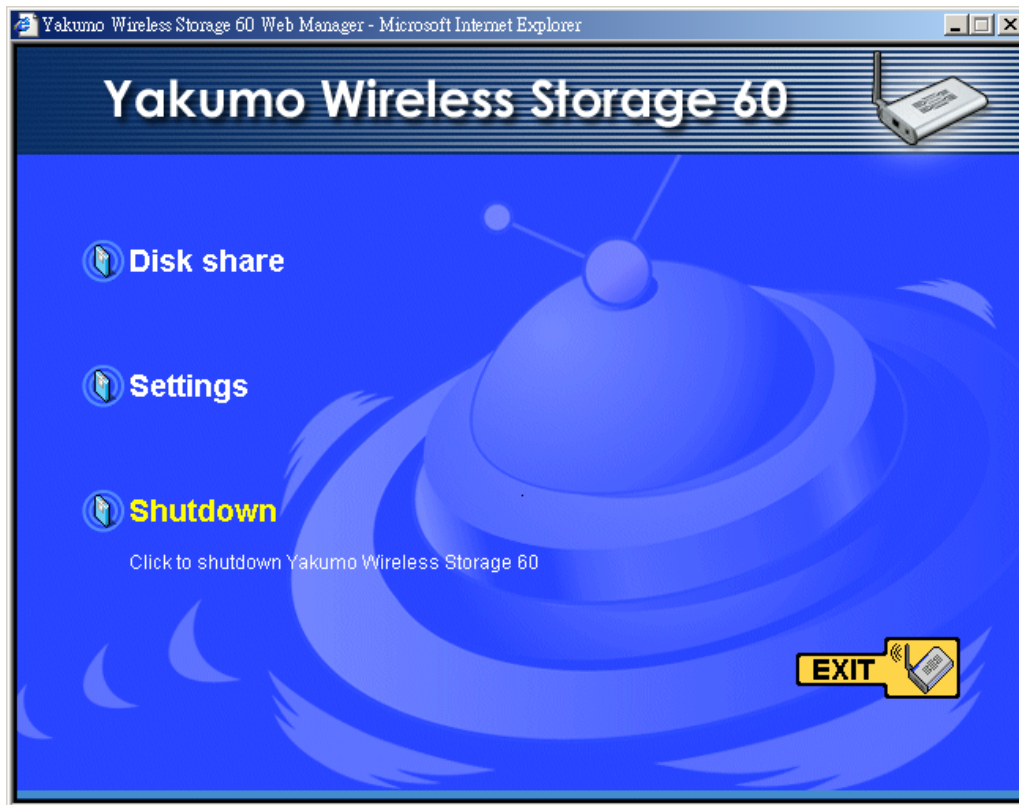 Yakumo Wireless Storage 60 Web Manager - Microsoft Internet Explorer
Yakumo Wireless Storage 60
Disk share
Settings
Shutdown
Click to shutdown Yakumo Wireless Storage 60
EXIT